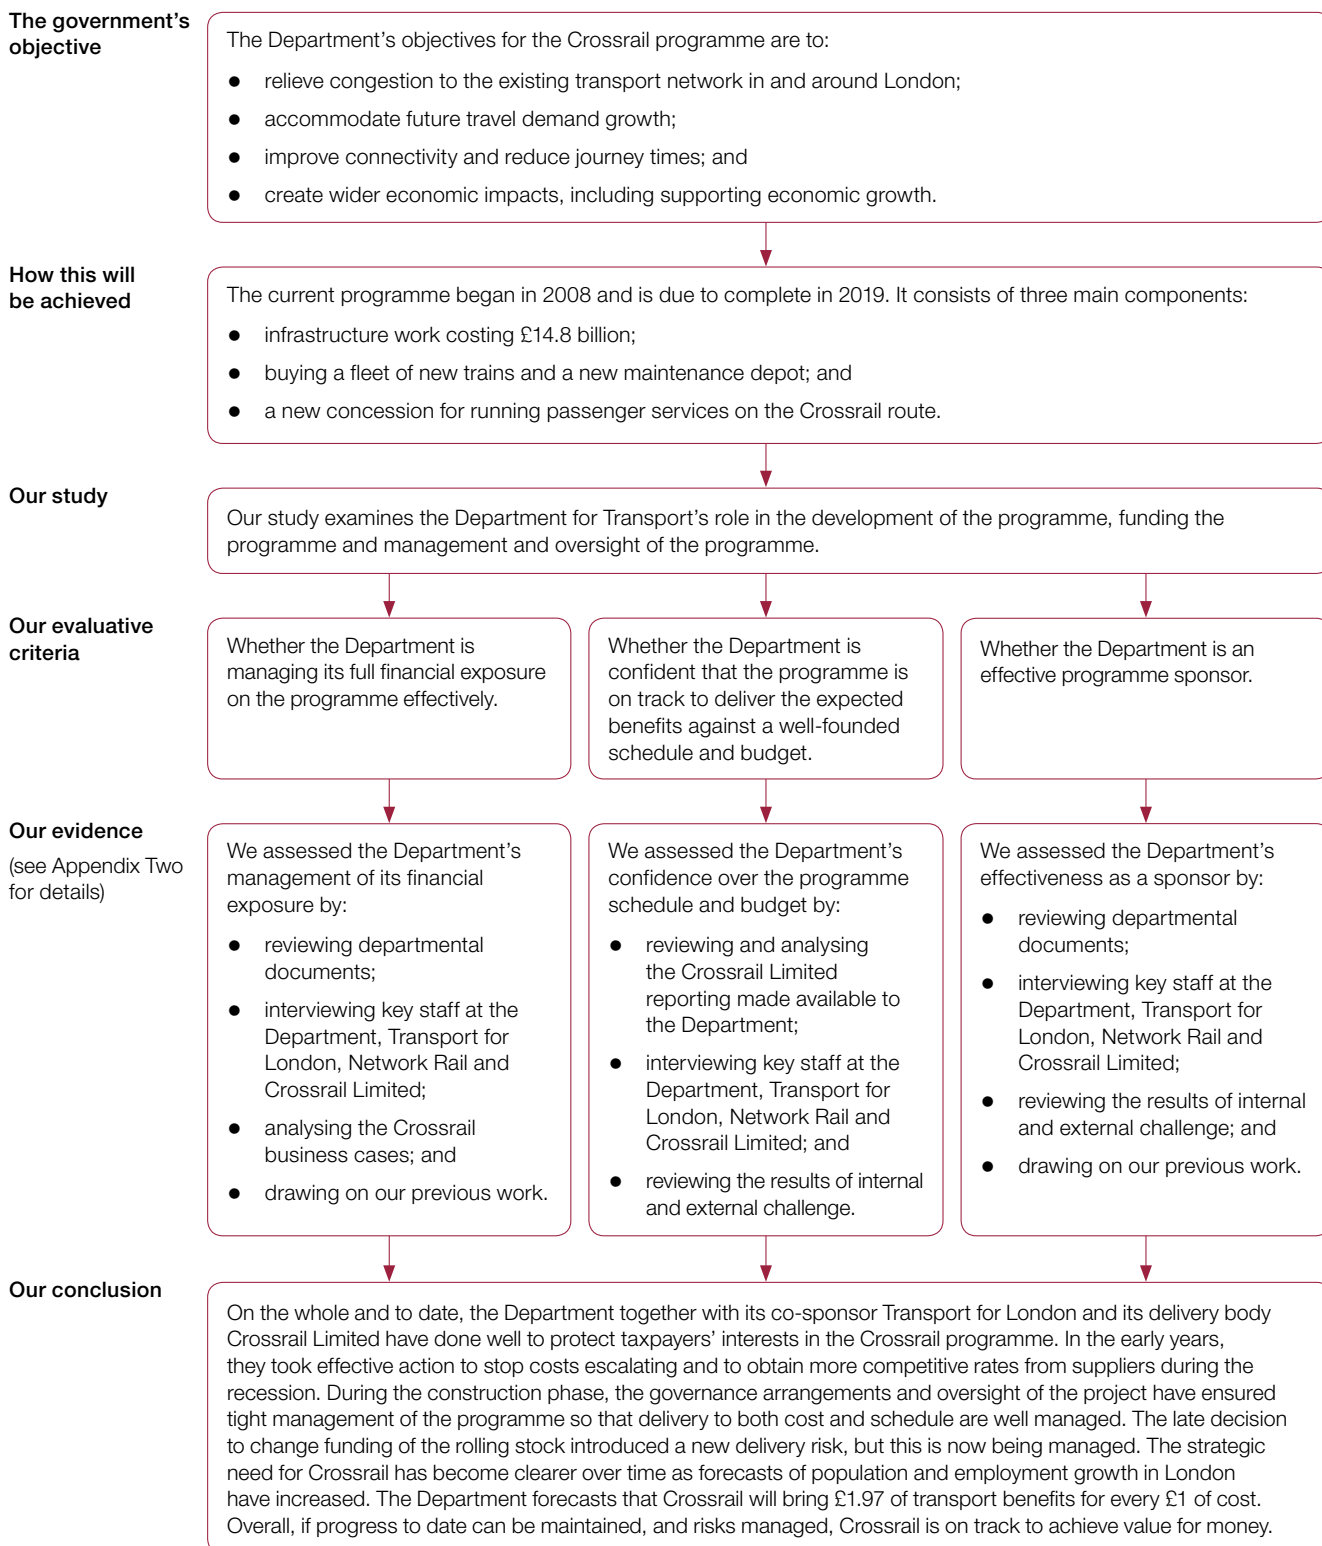 The government's
objective
The Department's objectives for the Crossrail programme are to:
● relieve congestion to the existing transport network in and around London;
● accommodate future travel demand growth;
● improve connectivity and reduce journey times; and
● create wider economic impacts, including supporting economic growth.
How this will
be achieved
The current programme began in 2008 and is due to complete in 2019. It consists of three main components:
● infrastructure work costing £14.8 billion;
● buying a fleet of new trains and a new maintenance depot; and
● a new concession for running passenger services on the Crossrail route.
Our study
Our study examines the Department for Transport's role in the development of the programme, funding the
programme and management and oversight of the programme.
Our evaluative
criteria
Whether the Department is
managing its full financial exposure
on the programme effectively.
Whether the Department is
confident that the programme is
on track to deliver the expected
benefits against a well-founded
schedule and budget.
Whether the Department is an
effective programme sponsor.
Our evidence
(see Appendix Two
for details)
We assessed the Department's
management of its financial
exposure by:
● reviewing departmental
documents;
● interviewing key staff at the
Department, Transport for
London, Network Rail and
Crossrail Limited;
● analysing the Crossrail
business cases; and
● drawing on our previous work.
We assessed the Department's
confidence over the programme
schedule and budget by:
● reviewing and analysing
the Crossrail Limited
reporting made available to
the Department;
● interviewing key staff at the
Department, Transport for
London, Network Rail and
Crossrail Limited; and
● reviewing the results of internal
and external challenge.
We assessed the Department's
effectiveness as a sponsor by:
● reviewing departmental
documents;
● interviewing key staff at the
Department, Transport for
London, Network Rail and
Crossrail Limited;
● reviewing the results of internal
and external challenge; and
● drawing on our previous work.
Our conclusion
On the whole and to date, the Department together with its co-sponsor Transport for London and its delivery body
Crossrail Limited have done well to protect taxpayers' interests in the Crossrail programme. In the early years,
they took effective action to stop costs escalating and to obtain more competitive rates from suppliers during the
recession. During the construction phase, the governance arrangements and oversight of the project have ensured
tight management of the programme so that delivery to both cost and schedule are well managed. The late decision
to change funding of the rolling stock introduced a new delivery risk, but this is now being managed. The strategic
need for Crossrail has become clearer over time as forecasts of population and employment growth in London
have increased. The Department forecasts that Crossrail will bring £1.97 of transport benefits for every £1 of cost.
Overall, if progress to date can be maintained, and risks managed, Crossrail is on track to achieve value for money.